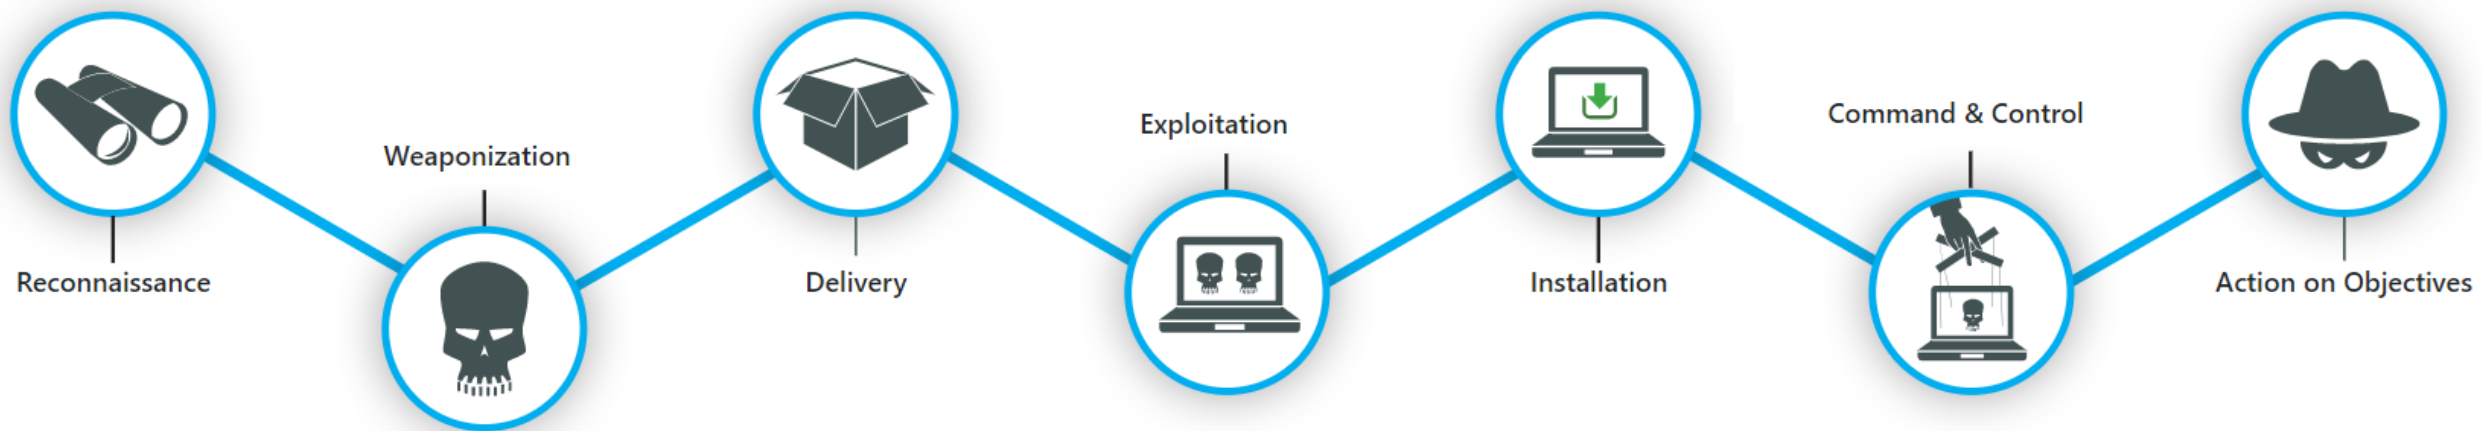 Reconnaissance
Weaponization
Delivery
Exploitation
Installation
Command & Control
Action on Objectives